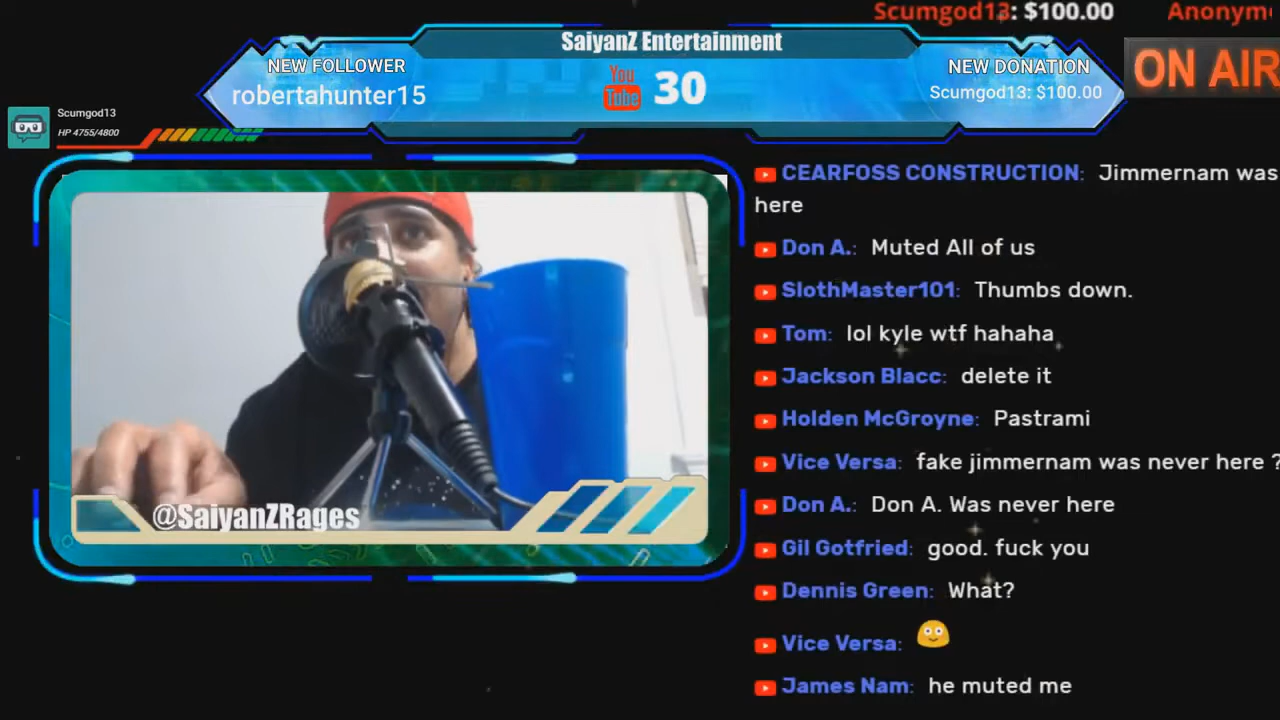 Scumgod13: $100.00 Anonym
SaiyanZ Entertainment
NEW FOLLOWER
robertahunter15
You
Tube
30
NEW DONATION
Scumgod13: $100.00
ON AIR
Scumgod13
HP 4755/4800
CEARFOSS CONSTRUCTION: Jimmernam was
here
Don A.: Muted All of us
SlothMaster101: Thumbs down.
Tom: lol kyle wtf hahaha
Jackson Blacc: delete it
Holden McGroyne: Pastrami
Vice Versa: fake jimmernam was never here ?
Don A.: Don A. Was never here
Gil Gotfried: good. fuck you
Dennis Green: What?
Vice Versa:
James Nam: he muted me
@SaiyanZRages